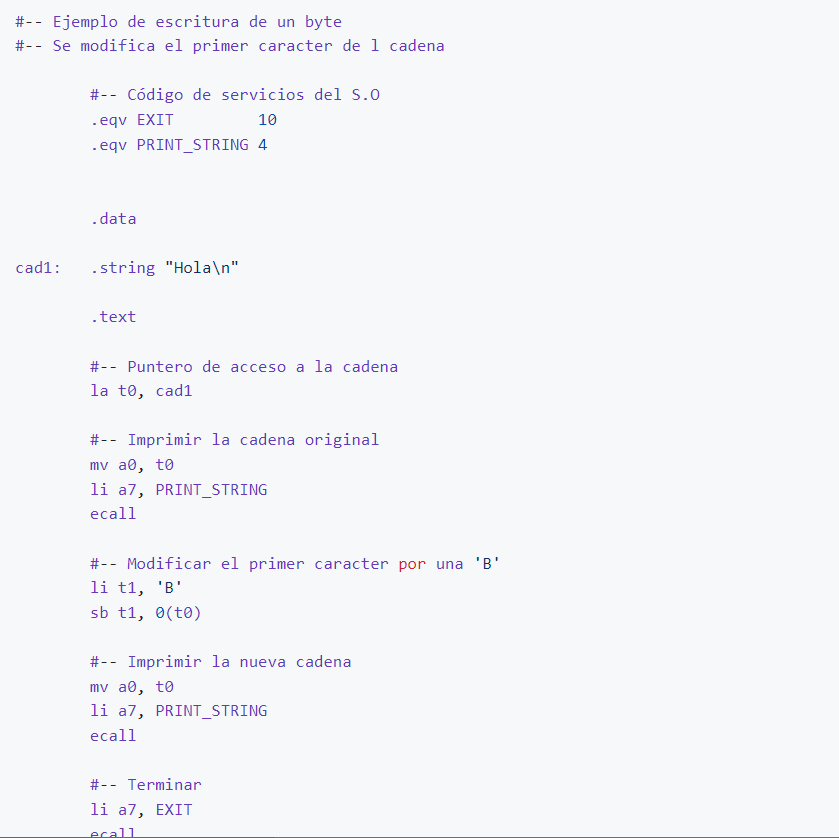 #-- Ejemplo de escritura de un byte
#-- Se modifica el primer caracter de l cadena
#-- Código de servicios del S.O
.eqv EXIT 10
.eqv PRINT_STRING 4
.data
cad1: .string "Hola\n"
.text
#-- Puntero de acceso a la cadena
la t0, cad1
#-- Imprimir la cadena original
mv a0, t0
li a7, PRINT_STRING
ecall
#-- Modificar el primer caracter por una 'B'
li t1, 'B'
sb t1, 0(t0)
#-- Imprimir la nueva cadena
mv a0, t0
li a7, PRINT_STRING
ecall
#-- Terminar
li a7, EXIT
ecall